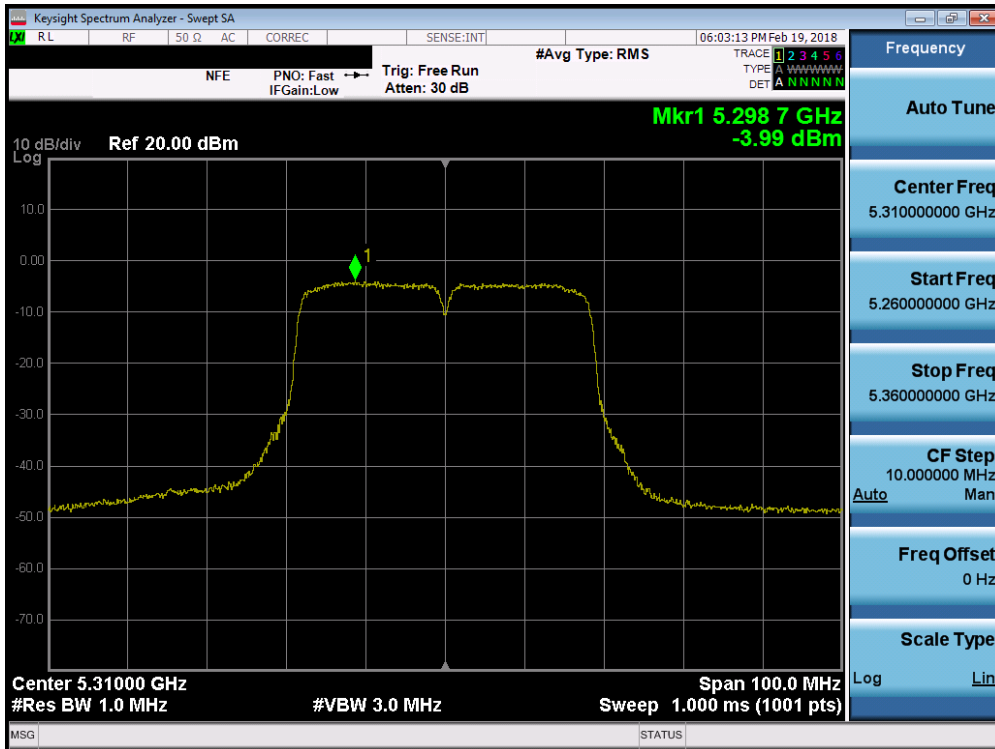 Keysight Spectrum Analyzer - Swept SA
LXI RL RF 50 Ω AC CORREC SENSE:INT 06:03:13 PM Feb 19, 2018
#Avg Type: RMS TRACE 1 2 3 4 5 6
NFE PNO: Fast Trig: Free Run TYPE A WWWWW
IFGain:Low Atten: 30 dB DET A N N N N N
Mkr1 5.298 7 GHz
-3.99 dBm
10 dB/div Ref 20.00 dBm
Log
10.0
0.00
1
-10.0
-20.0
-30.0
-40.0
-50.0
-60.0
-70.0
Center 5.31000 GHz Span 100.0 MHz
#Res BW 1.0 MHz #VBW 3.0 MHz Sweep 1.000 ms (1001 pts)
MSG STATUS
Frequency
Auto Tune
Center Freq
5.310000000 GHz
Start Freq
5.260000000 GHz
Stop Freq
5.360000000 GHz
CF Step
10.000000 MHz
Auto Man
Freq Offset
0 Hz
Scale Type
Log Lin